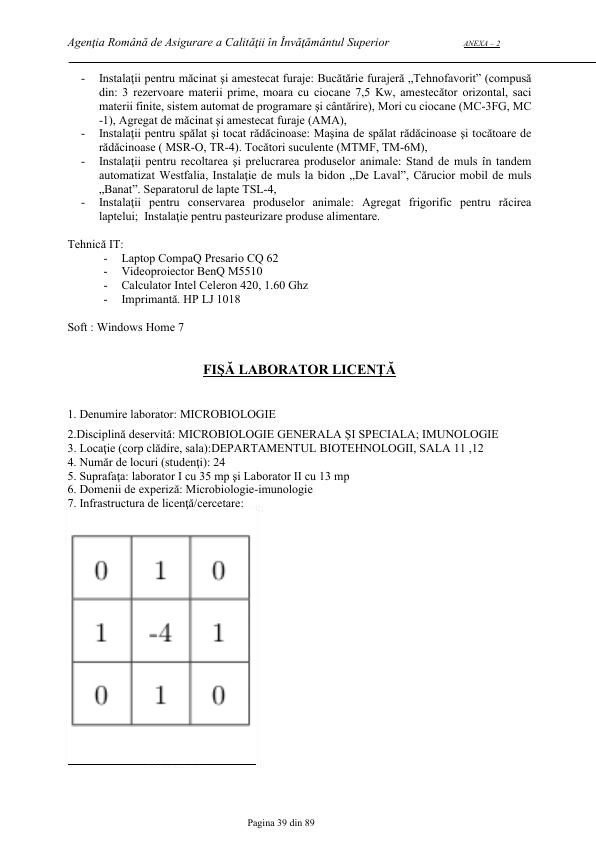 Agenţia Română de Asigurare a Calităţii în Învăţământul Superior ANEXA – 2
- Instalaţii pentru măcinat şi amestecat furaje: Bucătărie furajeră „Tehnofavorit” (compusă
din: 3 rezervoare materii prime, moara cu ciocane 7,5 Kw, amestecător orizontal, saci
materii finite, sistem automat de programare şi cântărire), Mori cu ciocane (MC-3FG, MC
-1), Agregat de măcinat şi amestecat furaje (AMA),
- Instalaţii pentru spălat şi tocat rădăcinoase: Maşina de spălat rădăcinoase şi tocătoare de
rădăcinoase ( MSR-O, TR-4). Tocători suculente (MTMF, TM-6M),
- Instalaţii pentru recoltarea şi prelucrarea produselor animale: Stand de muls în tandem
automatizat Westfalia, Instalaţie de muls la bidon „De Laval”, Cărucior mobil de muls
„Banat”. Separatorul de lapte TSL-4,
- Instalaţii pentru conservarea produselor animale: Agregat frigorific pentru răcirea
laptelui; Instalaţie pentru pasteurizare produse alimentare.
Tehnică IT:
- Laptop CompaQ Presario CQ 62
- Videoproiector BenQ M5510
- Calculator Intel Celeron 420, 1.60 Ghz
- Imprimantă. HP LJ 1018
Soft : Windows Home 7
FIŞĂ LABORATOR LICENŢĂ
1. Denumire laborator: MICROBIOLOGIE
2.Disciplină deservită: MICROBIOLOGIE GENERALA ŞI SPECIALA; IMUNOLOGIE
3. Locaţie (corp clădire, sala):DEPARTAMENTUL BIOTEHNOLOGII, SALA 11 ,12
4. Număr de locuri (studenţi): 24
5. Suprafaţa: laborator I cu 35 mp şi Laborator II cu 13 mp
6. Domenii de experiză: Microbiologie-imunologie
7. Infrastructura de licenţă/cercetare:
0 1 0
1 -4 1
0 1 0
Pagina 39 din 89